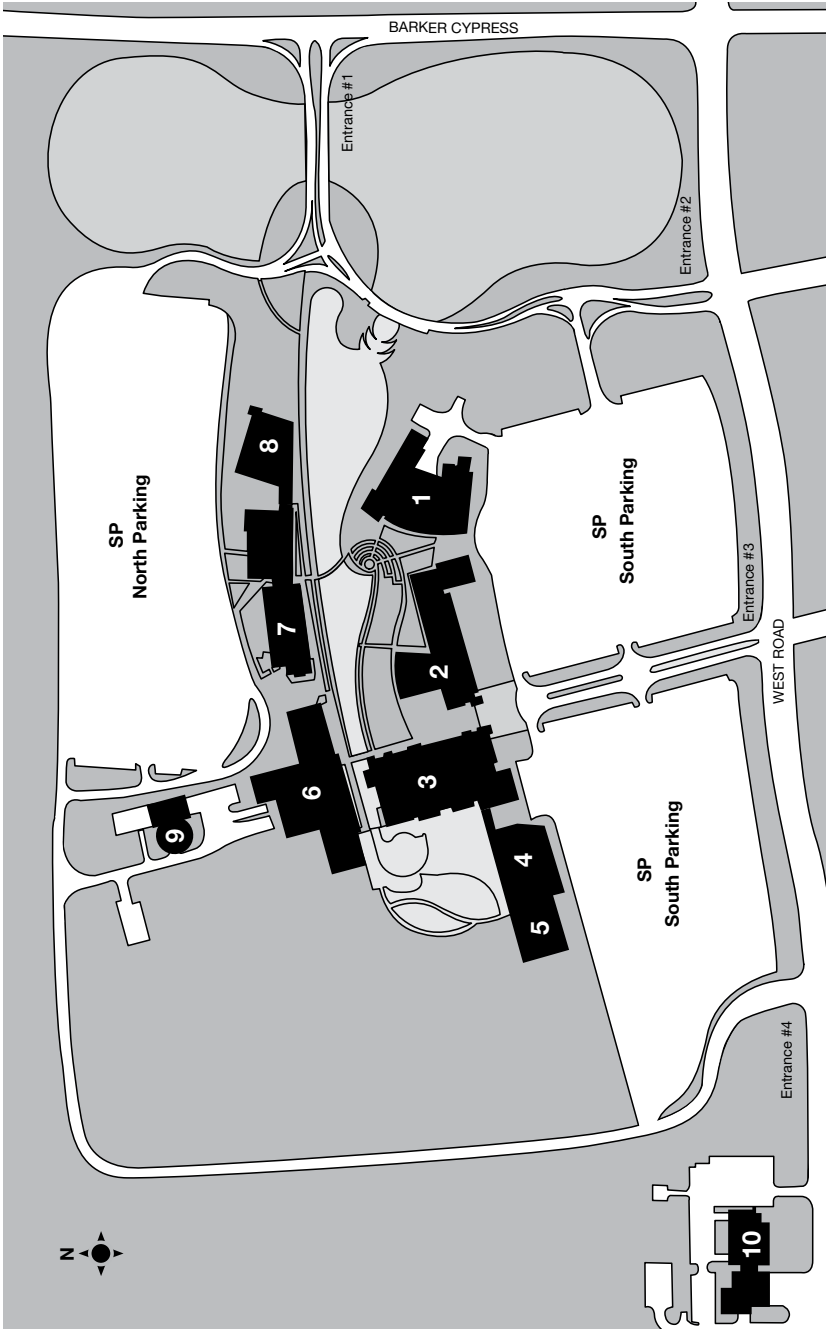 BARKER CYPRESS
Entrance #1
Entrance #2
8
1
SP
North Parking
SP
South Parking
Entrance #3
7
2
WEST ROAD
6
3
9
4
SP
South Parking
5
Entrance #4
N
10